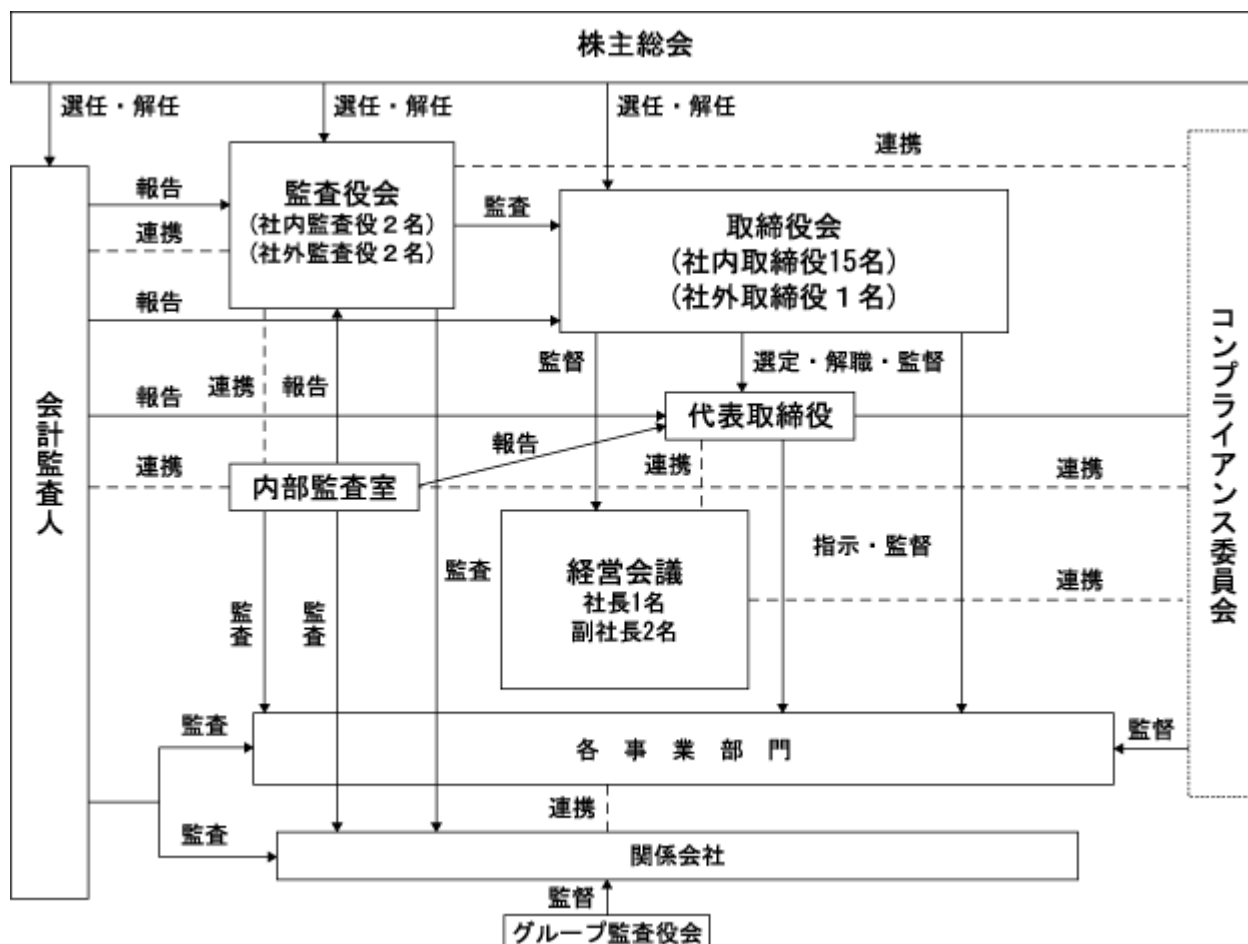 株主総会
選任・解任
選任・解任
選任・解任
連携
報告
監査役会
(社内監査役２名)
(社外監査役２名)
監査
取締役会
(社内取締役15名)
(社外取締役１名)
連携
報告
監督
選定・解職・監督
連携
報告
報告
代表取締役
報告
連携
連携
内部監査室
連携
経営会議
社長1名
副社長2名
指示・監督
連携
監査
監査
監査
監査
各事業部門
監督
連携
監査
関係会社
監督
グループ監査役会
会計監査人
コンプライアンス委員会